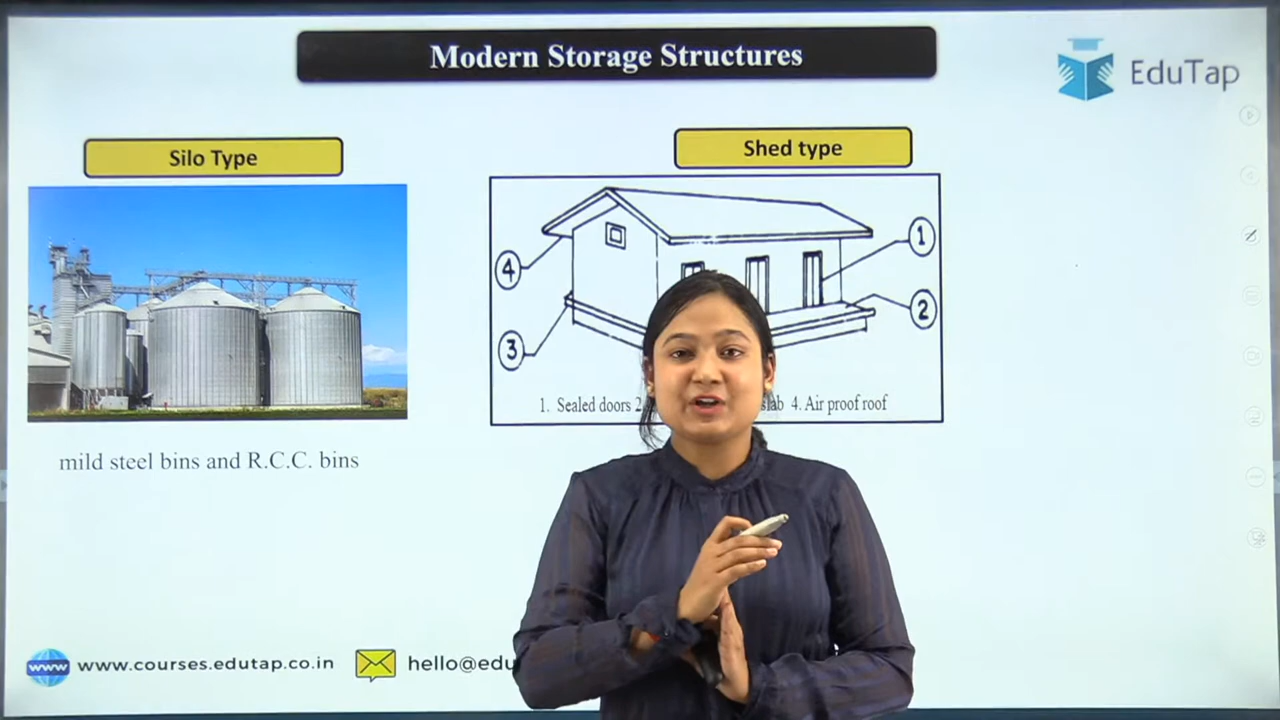 Modern Storage Structures
EduTap
Silo Type
Shed type
1
4
2
3
1. Sealed doors 2 slab 4. Air proof roof
mild steel bins and R.C.C. bins
www
www.courses.edutap.co.in
hello@edu